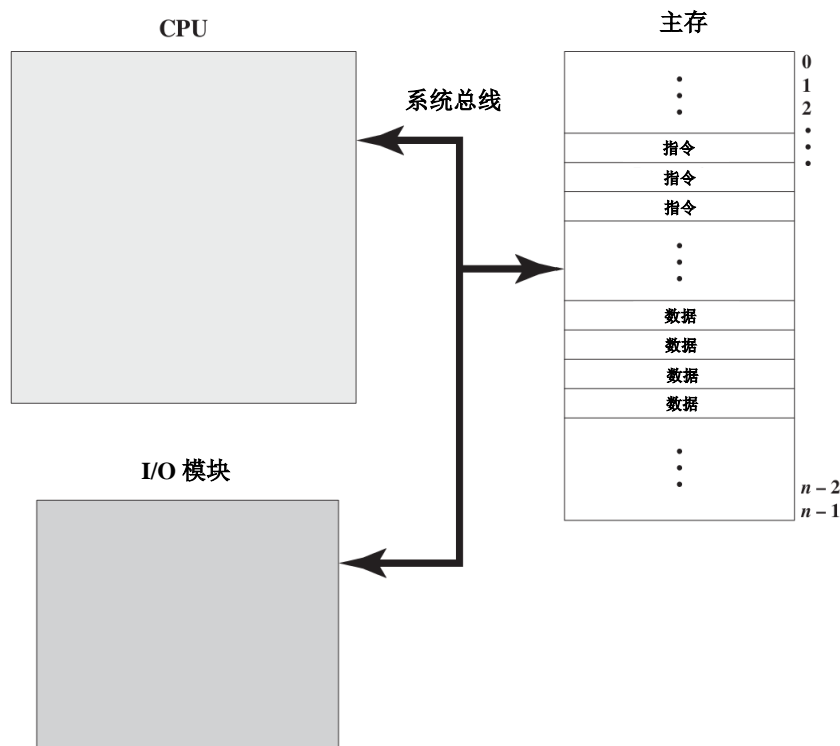 CPU
主存
系统总线
0
1
2
指令
指令
指令
数据
数据
数据
数据
I/O 模块
n – 2
n – 1